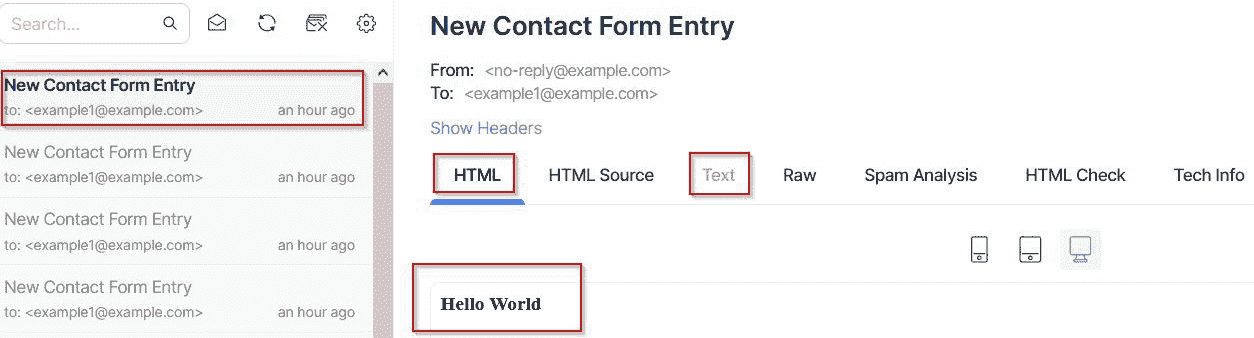 Search...
New Contact Form Entry
to: <example1@example.com> an hour ago
New Contact Form Entry
to: <example1@example.com> an hour ago
New Contact Form Entry
to: <example1@example.com> an hour ago
New Contact Form Entry
to: <example1@example.com> an hour ago
New Contact Form Entry
From: <no-reply@example.com>
To: <example1@example.com>
Show Headers
HTML HTML Source Text Raw Spam Analysis HTML Check Tech Info
Hello World